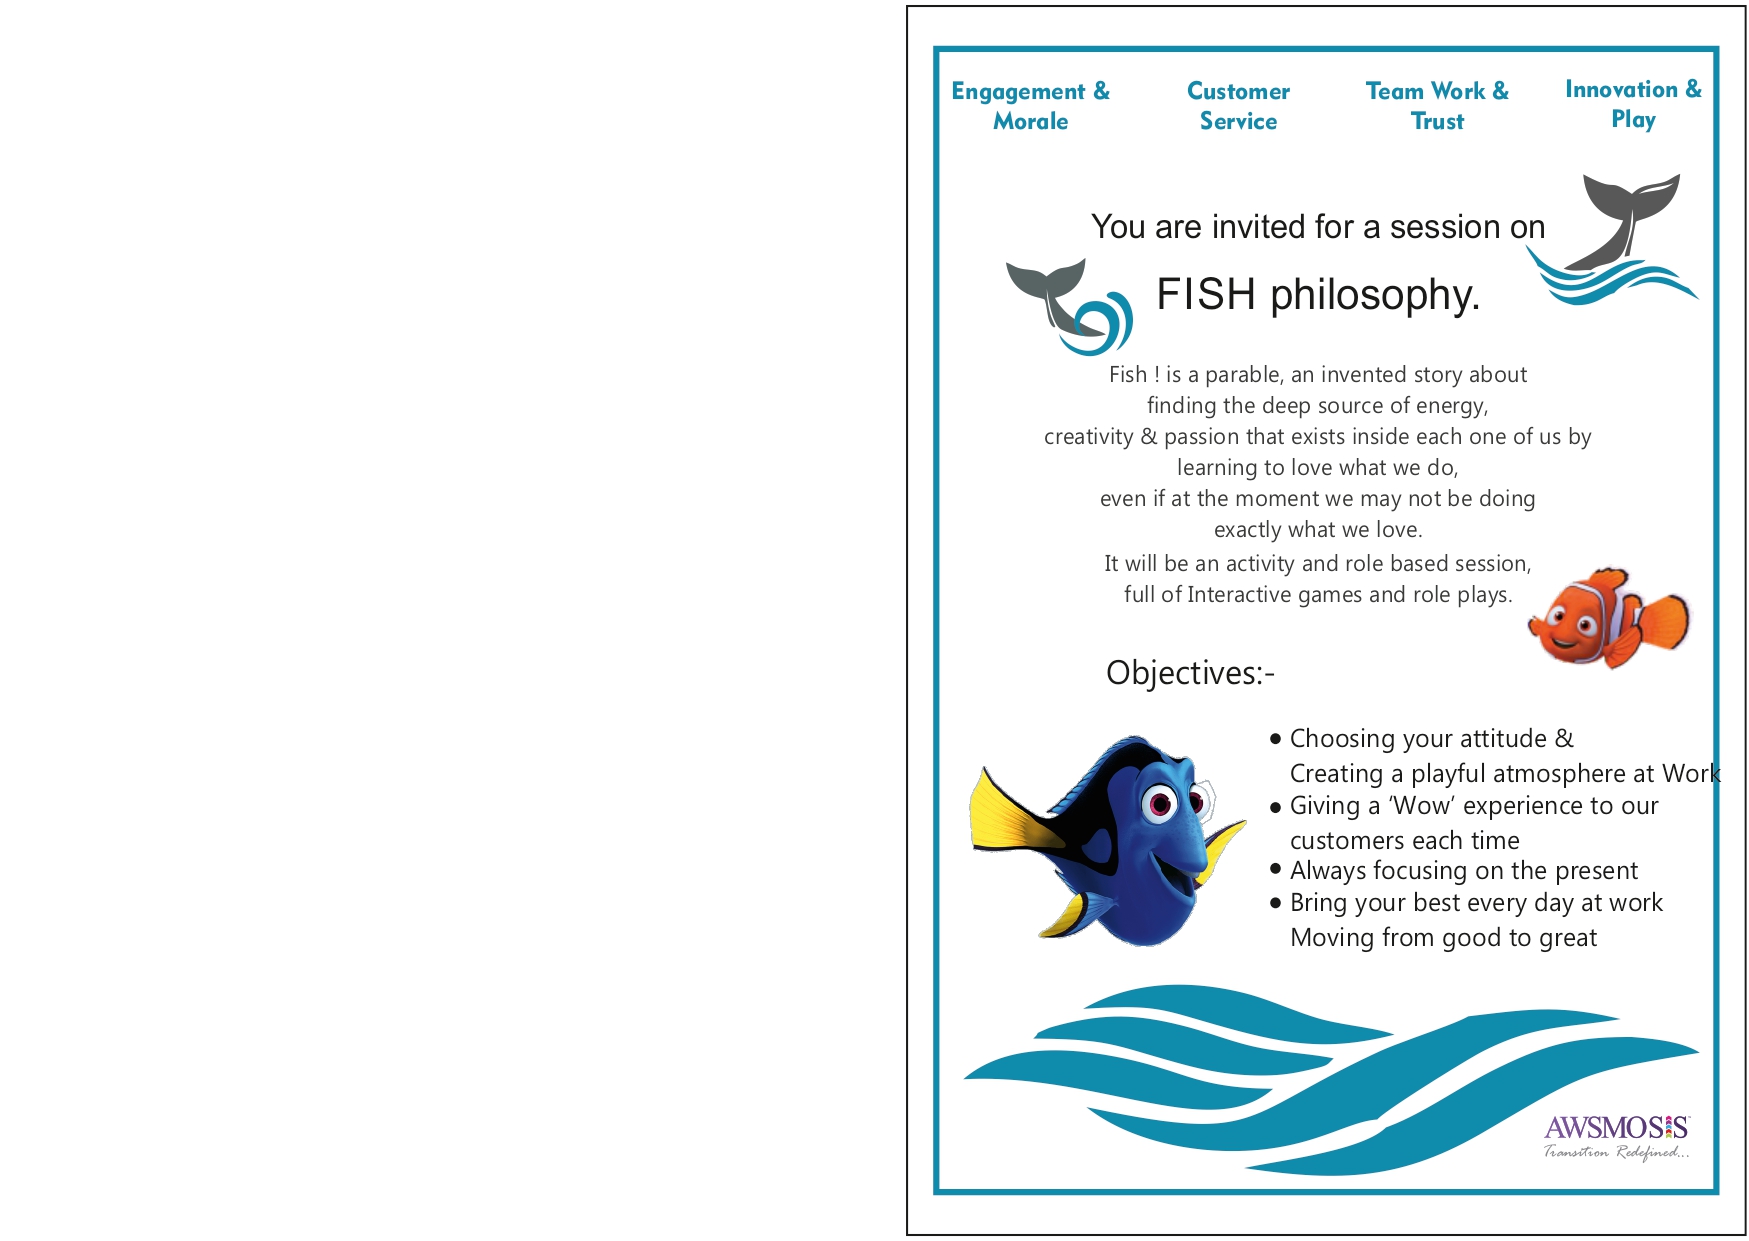 Engagement &
Morale
Customer
Service
Team Work &
Trust
Innovation &
Play
You are invited for a session on
FISH philosophy.
Fish ! is a parable, an invented story about
finding the deep source of energy,
creativity & passion that exists inside each one of us by
learning to love what we do,
even if at the moment we may not be doing
exactly what we love.
It will be an activity and role based session,
full of Interactive games and role plays.
Objectives:-
● Choosing your attitude &
Creating a playful atmosphere at Work
● Giving a ‘Wow’ experience to our
customers each time
● Always focusing on the present
● Bring your best every day at work
Moving from good to great
AWSMOSIS
Transition Redefined...